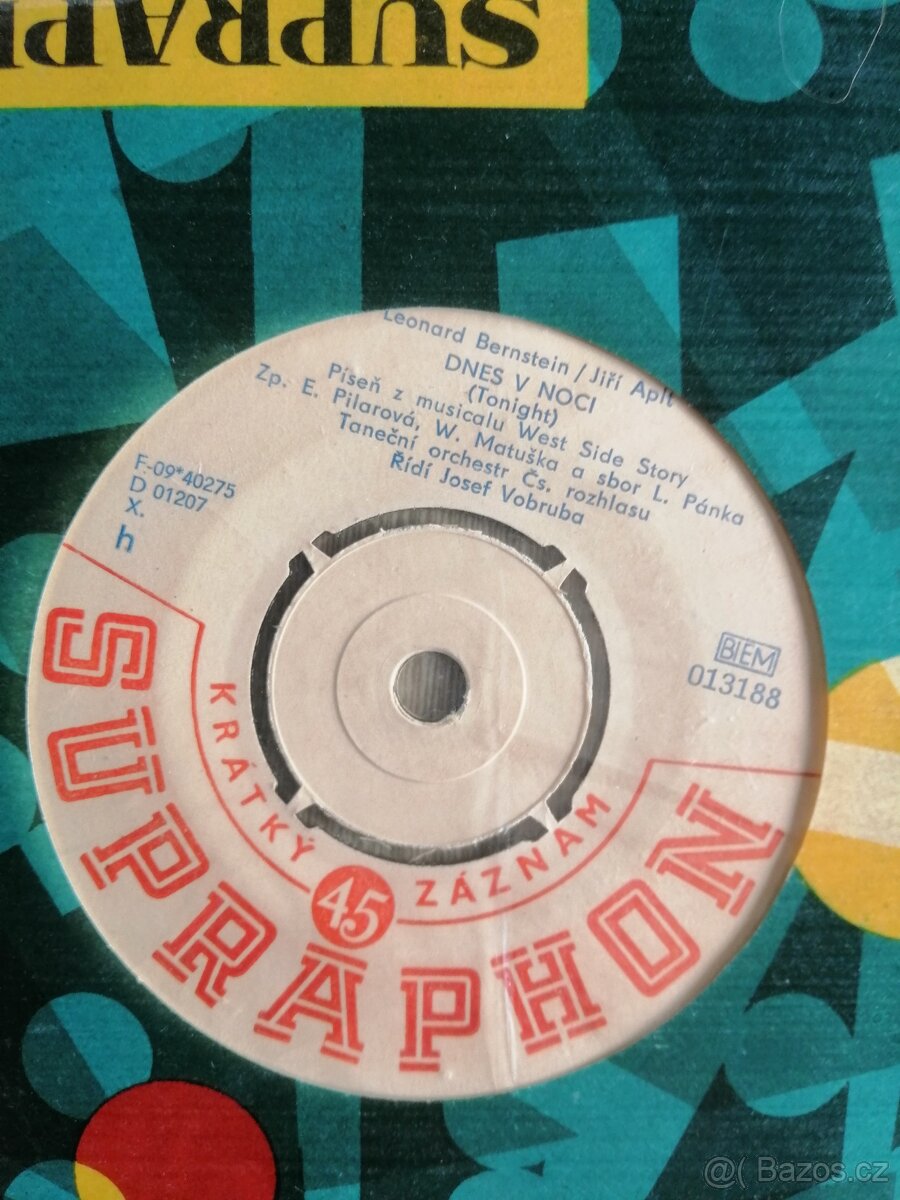 SUPRAPH
Leonard Bernstein / Jiří Aplt
DNES V NOCI
(Tonight)
Píseň z musicalu West Side Story
Zp. E. Pilarová, W. Matuška a sbor L. Pánka
Taneční orchestr Čs. rozhlasu
Řídí Josef Vobruba
F-09*40275
D 01207
X.
h
BIEM
013188
KRÁTKÝ 45 ZÁZNAM
SUPRAPHON
@( Bazos.cz